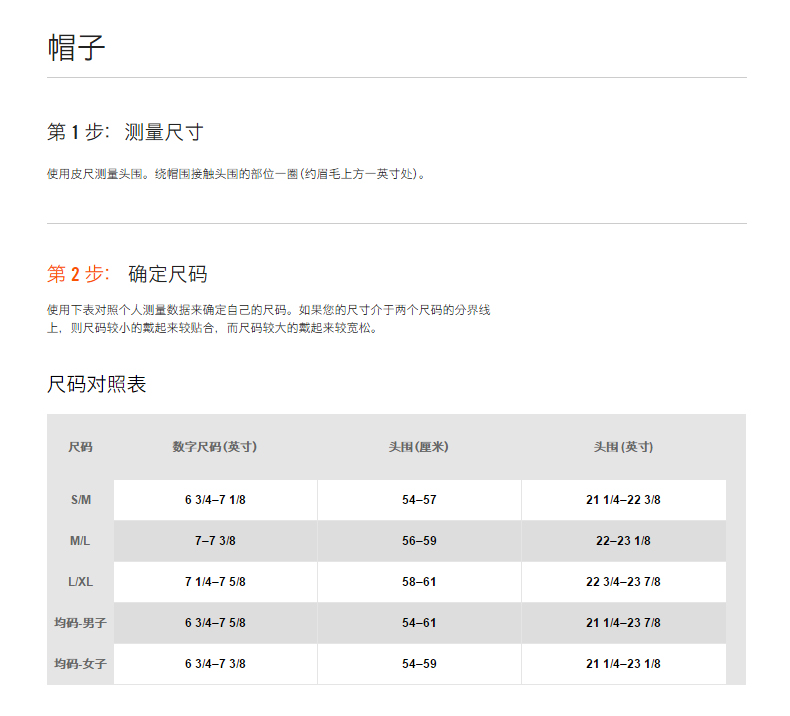 帽子
第 1 步: 测量尺寸
使用皮尺测量头围。绕帽围接触头围的部位一圈(约眉毛上方一英寸处)。
第 2 步: 确定尺码
使用下表对照个人测量数据来确定自己的尺码。如果您的尺寸介于两个尺码的分界线
上，则尺码较小的戴起来较贴合，而尺码较大的戴起来较宽松。
尺码对照表
尺码 数字尺码(英寸) 头围(厘米) 头围 (英寸)
S/M 6 3/4–7 1/8 54–57 21 1/4–22 3/8
M/L 7–7 3/8 56–59 22–23 1/8
L/XL 7 1/4–7 5/8 58–61 22 3/4–23 7/8
均码-男子 6 3/4–7 5/8 54–61 21 1/4–23 7/8
均码-女子 6 3/4–7 3/8 54–59 21 1/4–23 1/8